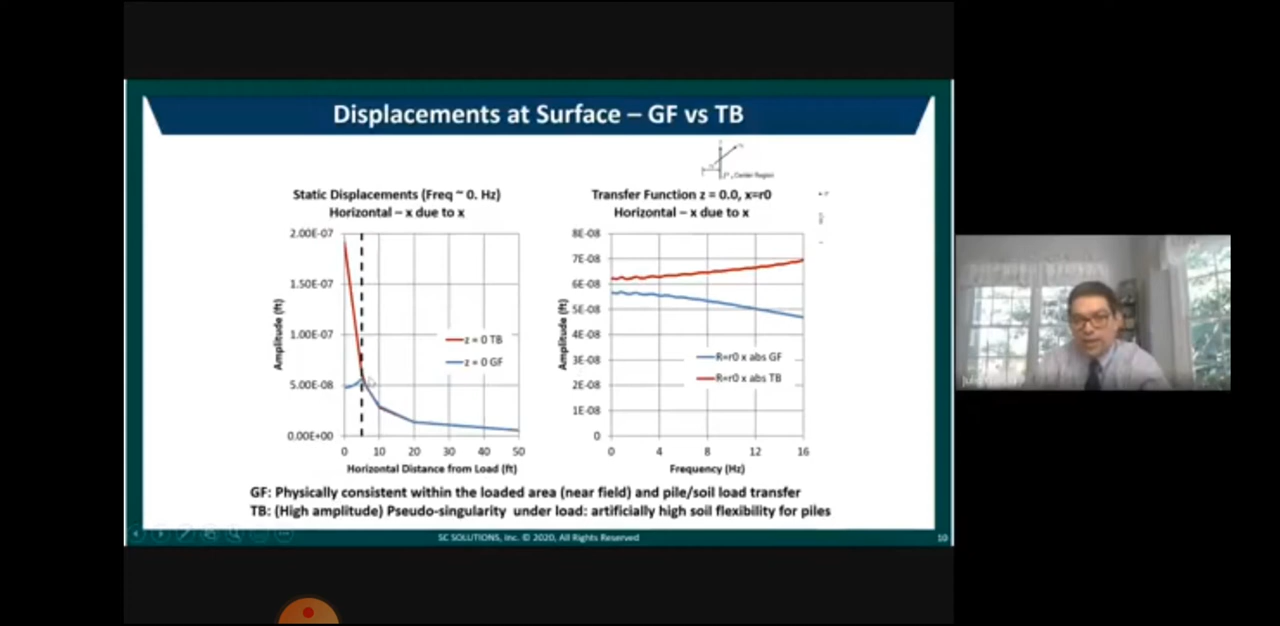 Displacements at Surface – GF vs TB
Center Region
Static Displacements (Freq ~ 0. Hz)
Horizontal – x due to x
2.00E-07
1.50E-07
1.00E-07
5.00E-08
0.00E+00
Amplitude (ft)
z = 0 TB
z = 0 GF
0 10 20 30 40 50
Horizontal Distance from Load (ft)
Transfer Function z = 0.0, x=r0
Horizontal – x due to x
8E-08
7E-08
6E-08
5E-08
4E-08
3E-08
2E-08
1E-08
0
Amplitude (ft)
R=r0 x abs GF
R=r0 x abs TB
0 4 8 12 16
Frequency (Hz)
GF: Physically consistent within the loaded area (near field) and pile/soil load transfer
TB: (High amplitude) Pseudo-singularity under load: artificially high soil flexibility for piles
SC SOLUTIONS, Inc. © 2020, All Rights Reserved
10